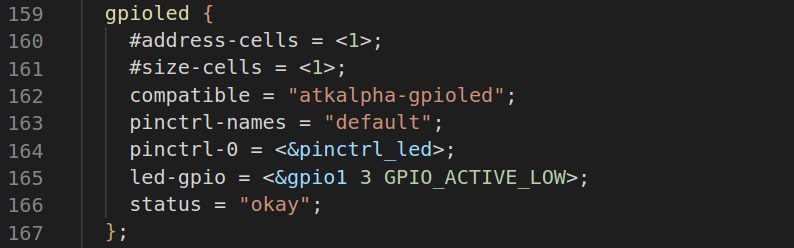 159 gpioled {
160 #address-cells = <1>;
161 #size-cells = <1>;
162 compatible = "atkalpha-gpioled";
163 pinctrl-names = "default";
164 pinctrl-0 = <&pinctrl_led>;
165 led-gpio = <&gpio1 3 GPIO_ACTIVE_LOW>;
166 status = "okay";
167 };